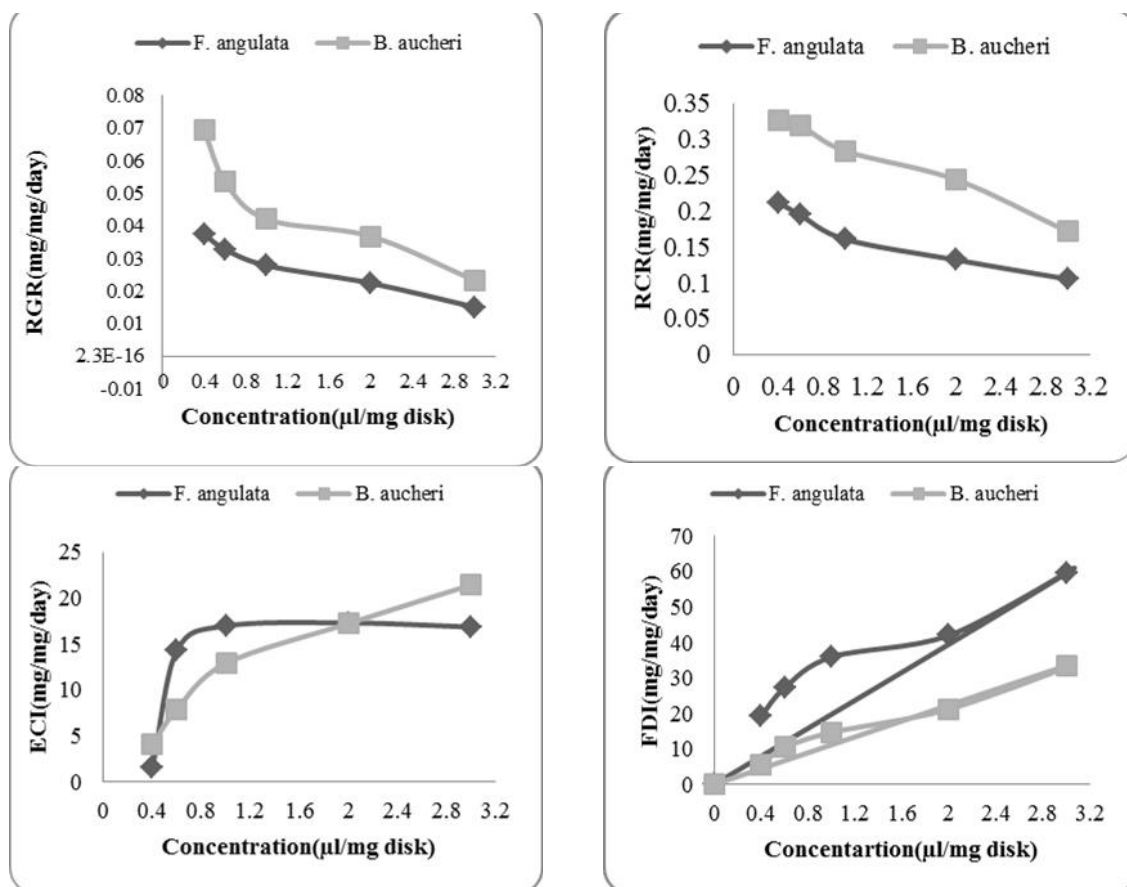 F. angulata B. aucheri
RGR(mg/mg/day)
0.08
0.07
0.06
0.05
0.04
0.03
0.02
0.01
2.3E-16
-0.01
0 0.4 0.8 1.2 1.6 2 2.4 2.8 3.2
Concentration(µl/mg disk)
F. angulata B. aucheri
RCR(mg/mg/day)
0.35
0.3
0.25
0.2
0.15
0.1
0.05
0
0 0.4 0.8 1.2 1.6 2 2.4 2.8 3.2
Concentration(µl/mg disk)
F. angulata B. aucheri
ECI(mg/mg/day)
25
20
15
10
5
0
0 0.4 0.8 1.2 1.6 2 2.4 2.8 3.2
Concentration(µl/mg disk)
F. angulata B. aucheri
FDI(mg/mg/day)
70
60
50
40
30
20
10
0
0 0.4 0.8 1.2 1.6 2 2.4 2.8 3.2
Concentartion(µl/mg disk)